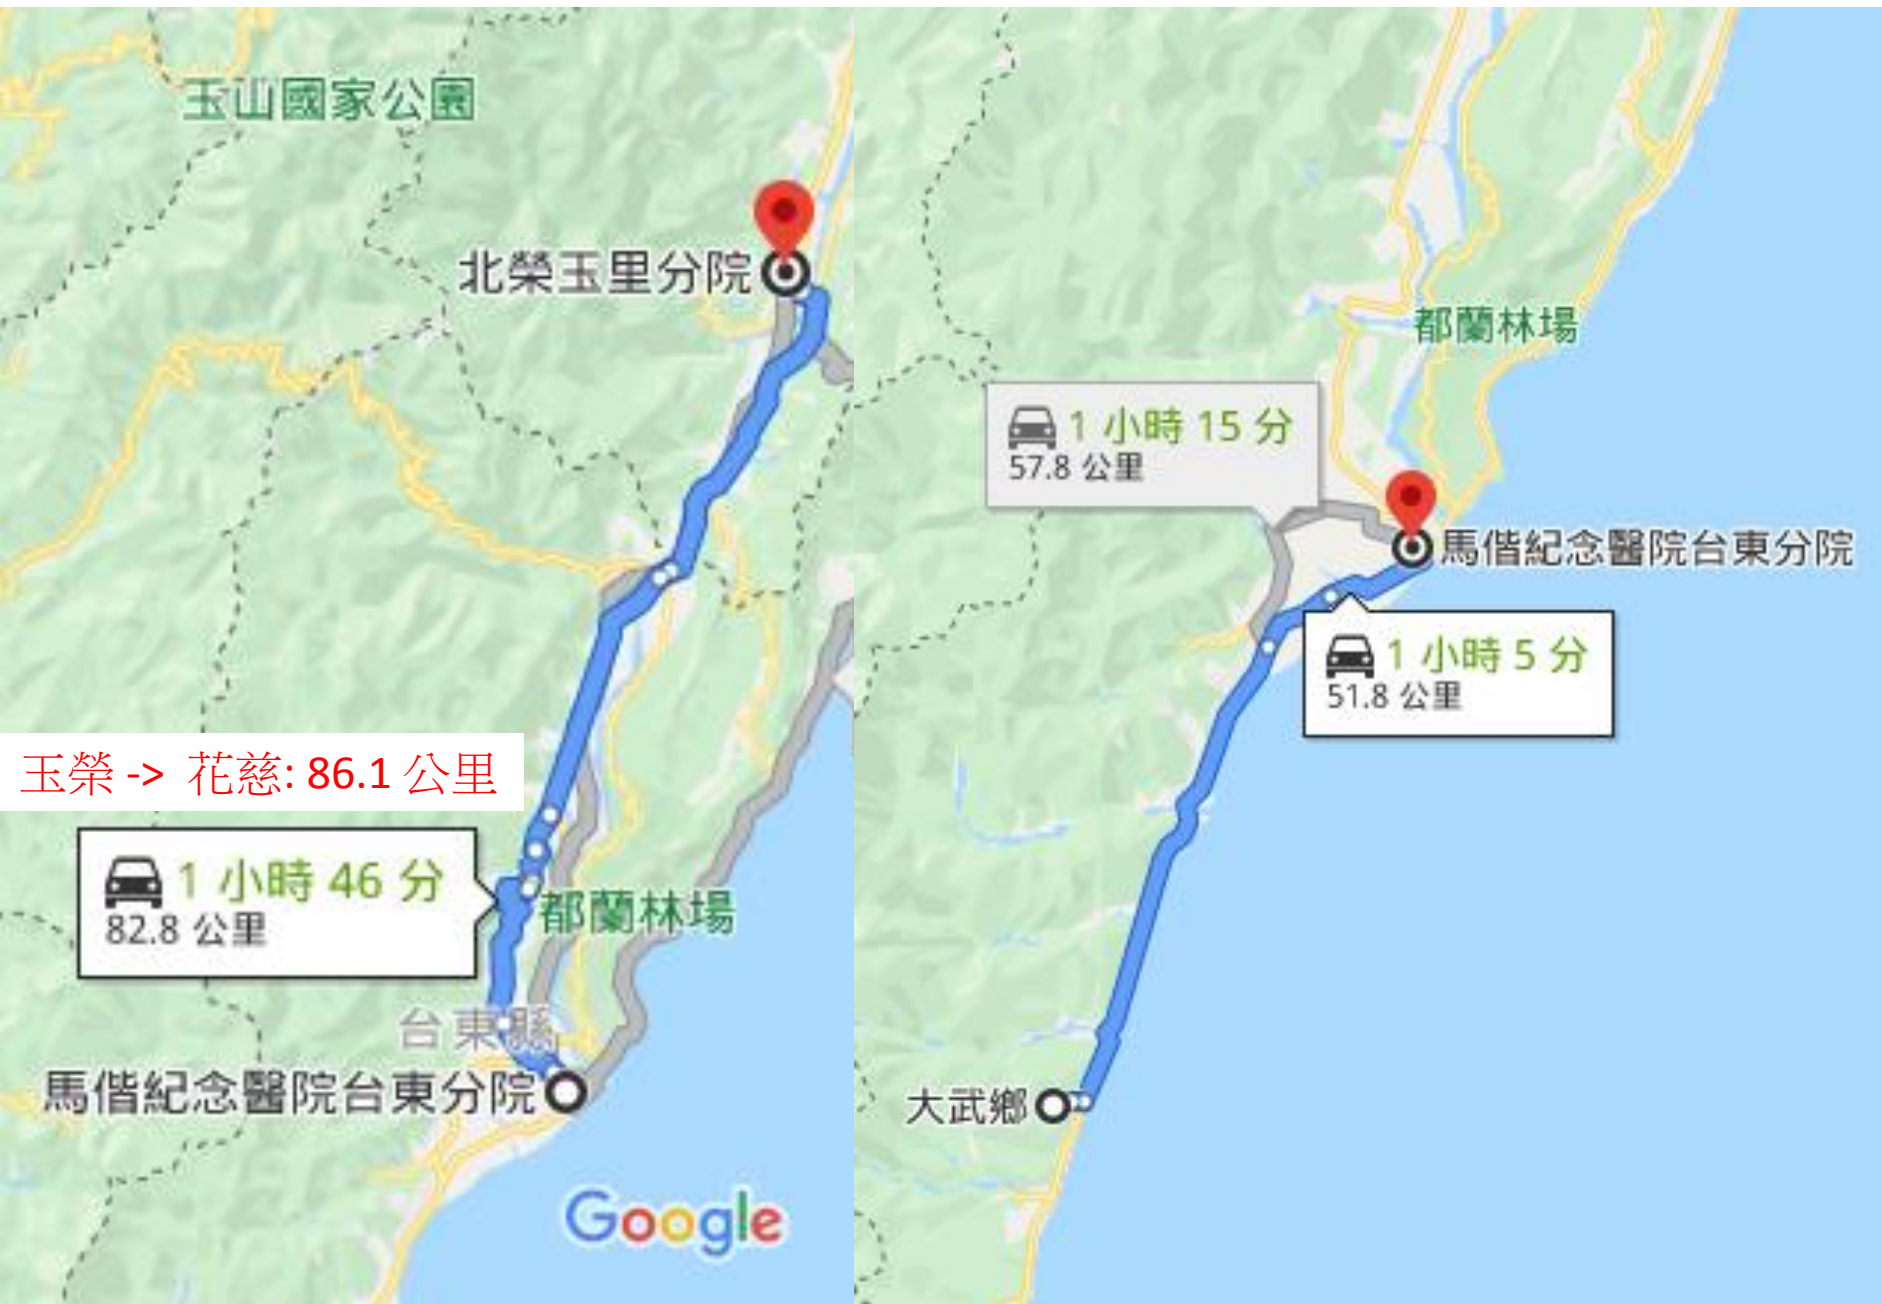 玉山國家公園
北榮玉里分院
玉榮 -> 花慈: 86.1 公里
1 小時 46 分
82.8 公里
都蘭林場
台東縣
馬偕紀念醫院台東分院
Google
都蘭林場
1 小時 15 分
57.8 公里
馬偕紀念醫院台東分院
1 小時 5 分
51.8 公里
大武鄉